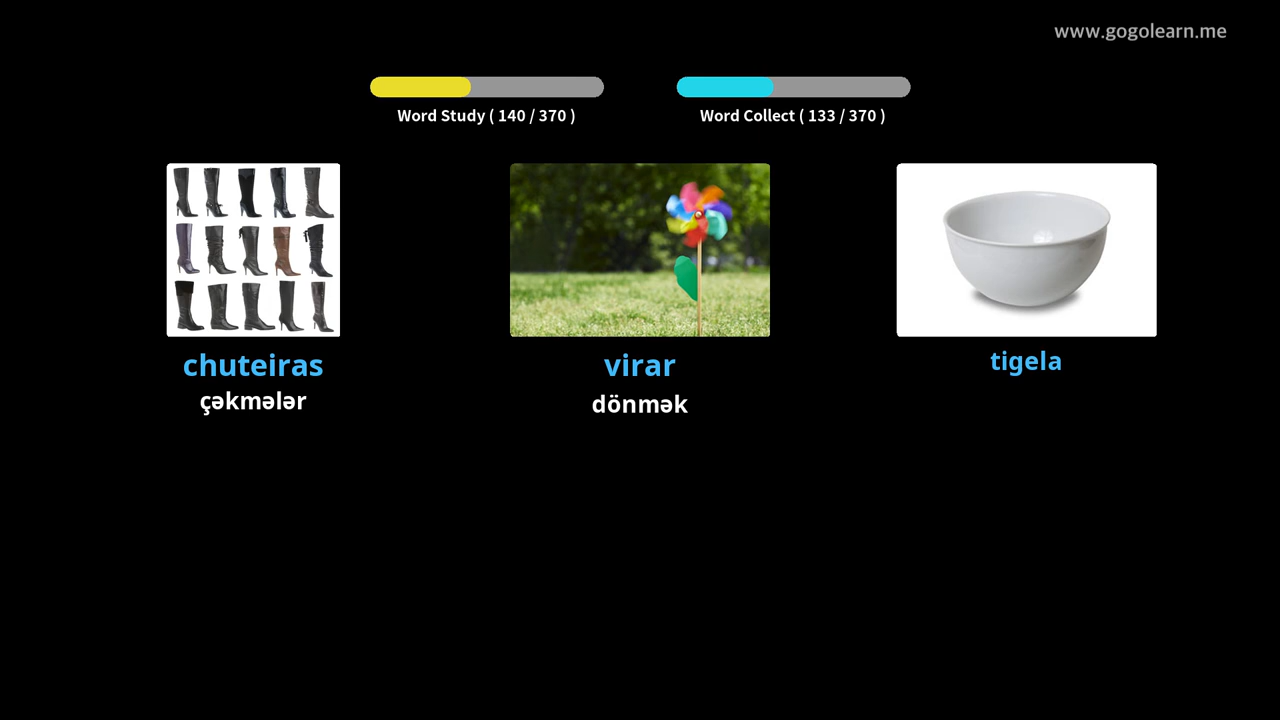 www.gogolearn.me
Word Study ( 140 / 370 )
Word Collect ( 133 / 370 )
chuteiras
virar
tigela
çəkmələr
dönmək